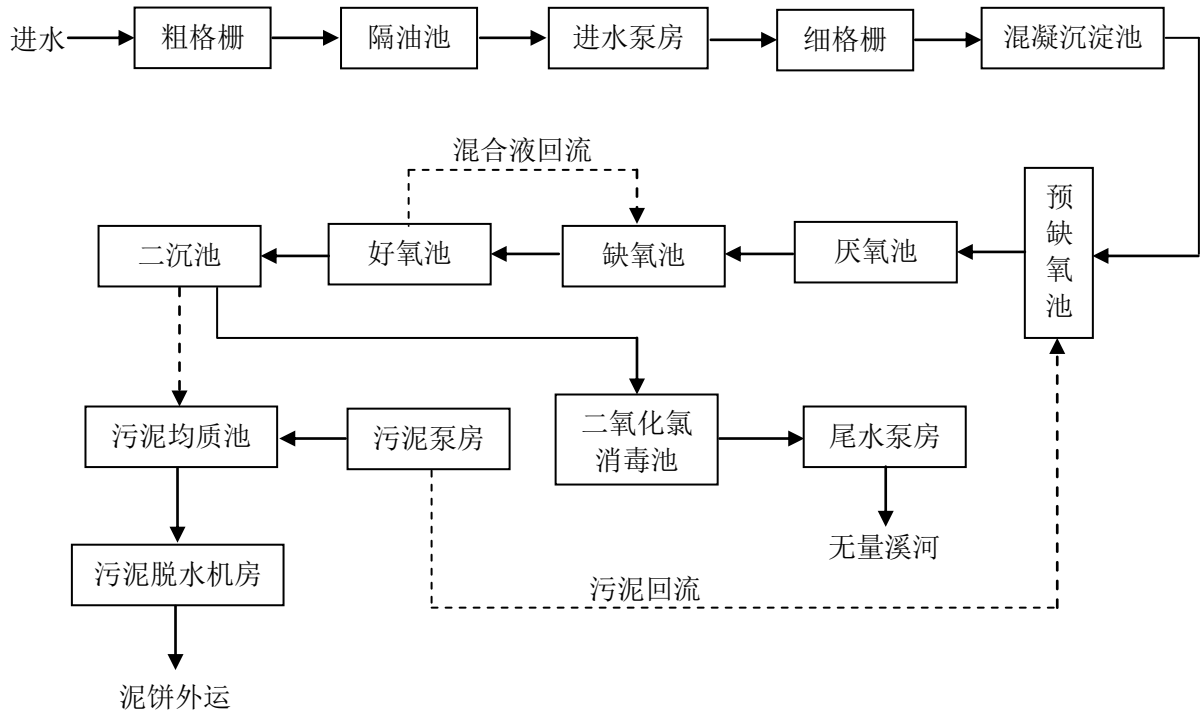 进水
粗格栅
隔油池
进水泵房
细格栅
混凝沉淀池
混合液回流
二沉池
好氧池
缺氧池
厌氧池
预
缺
氧
池
污泥均质池
污泥泵房
二氧化氯
消毒池
尾水泵房
无量溪河
污泥脱水机房
污泥回流
泥饼外运